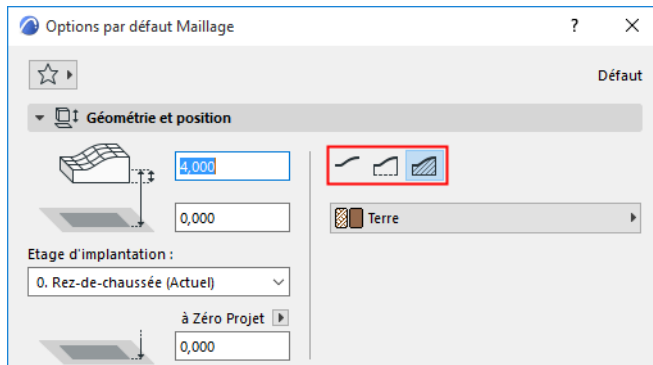 Options par défaut Maillage
?
Défaut
Géométrie et position
4,000
0,000
Terre
Etage d'implantation :
0. Rez-de-chaussée (Actuel)
à Zéro Projet
0,000